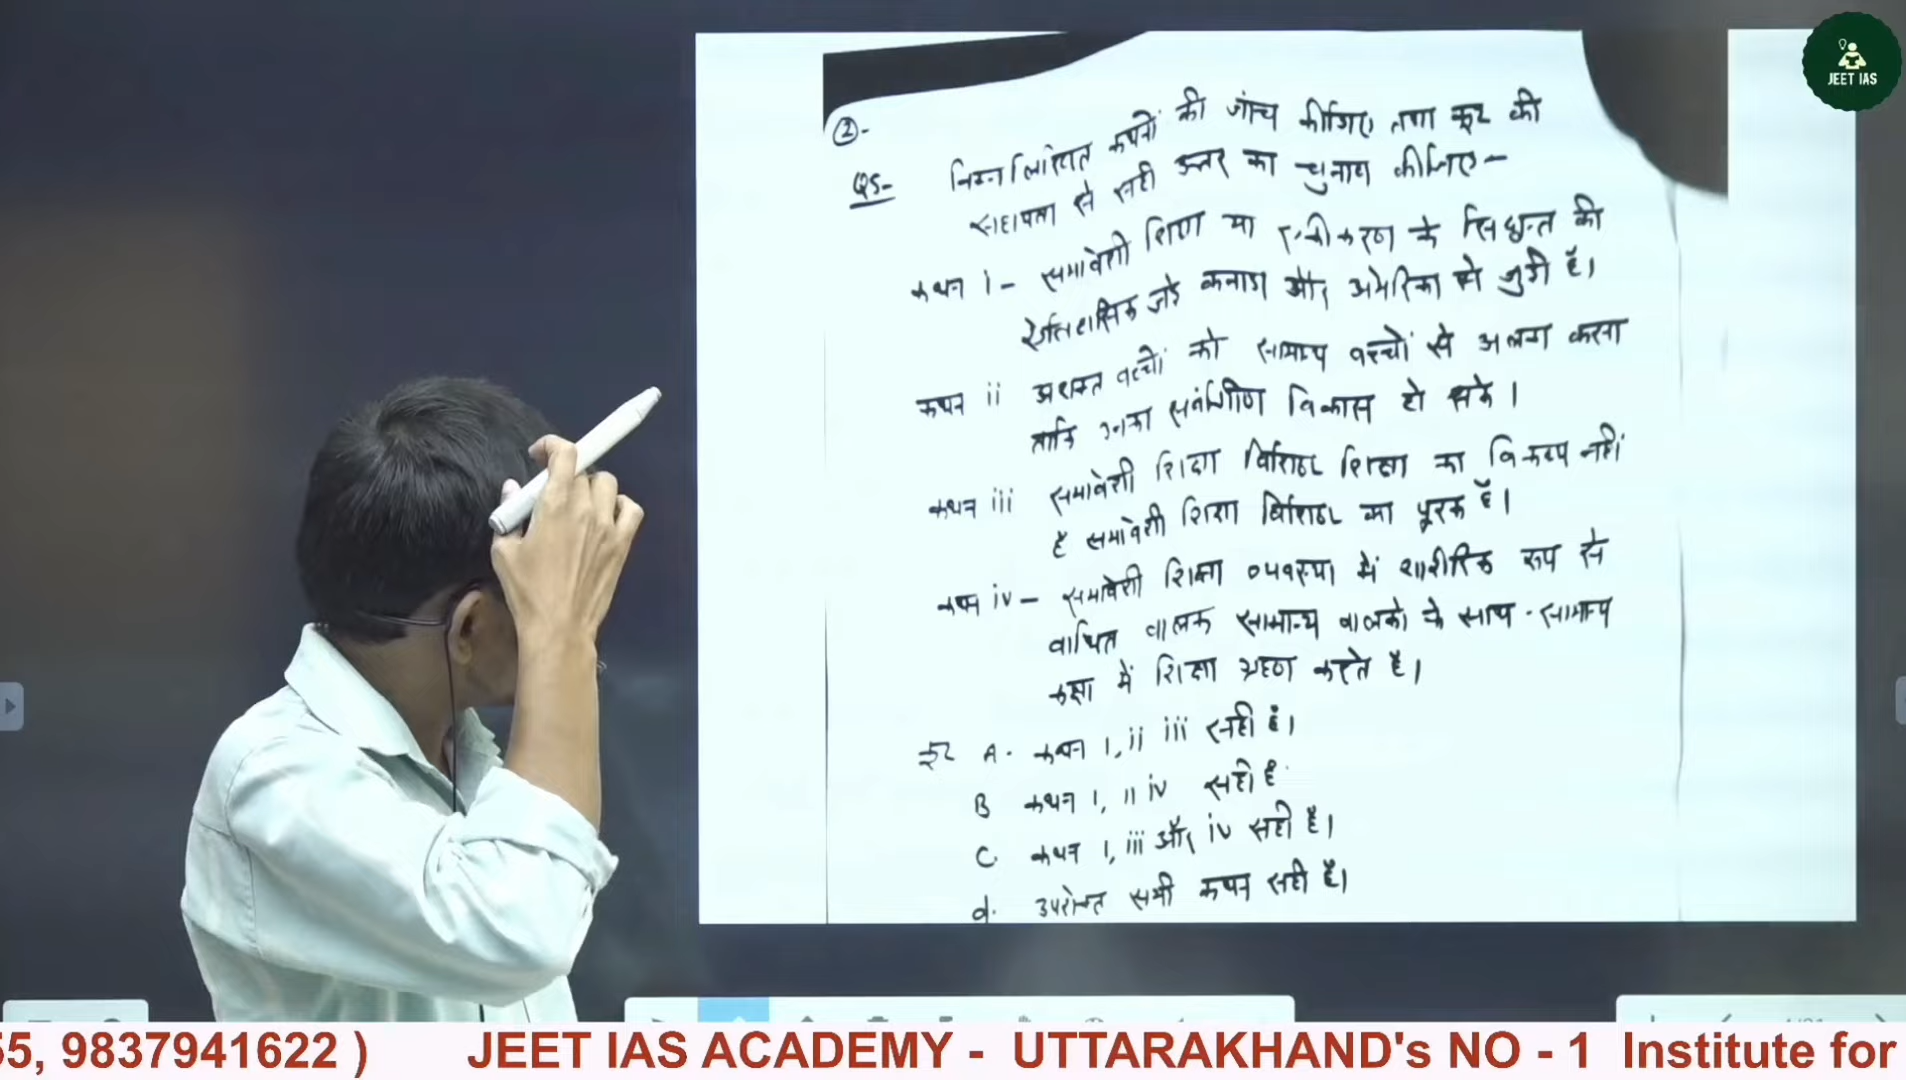 JEET IAS
②-
Q5- निम्नलिखित कथनों की जांच कीजिए तथा कूट की
सहायता से सही उत्तर का चुनाव कीजिए-
कथन i - समावेशी शिक्षा या एकीकरण के सिद्धान्त की
ऐतिहासिक जड़े कनाडा और अमेरिका से जुड़ी है।
कथन ii अशक्त बच्चों को सामान्य बच्चों से अलग करना
ताकि उनका सर्वांगीण विकास हो सके।
कथन iii समावेशी शिक्षा विशिष्ट शिक्षा का विकल्प नहीं
है समावेशी शिक्षा विशिष्ट का पूरक है।
कथन iv - समावेशी शिक्षा व्यवस्था में शारीरिक रूप से
बाधित बालक सामान्य बालकों के साथ - सामान्य
कक्षा में शिक्षा ग्रहण करते है।
कूट A. कथन i, ii iii सही है।
B कथन i, ii iv सही है
C कथन i, iii और iv सही है।
d. उपरोक्त सभी कथन सही है।
55, 9837941622 ) JEET IAS ACADEMY - UTTARAKHAND's NO - 1 Institute for